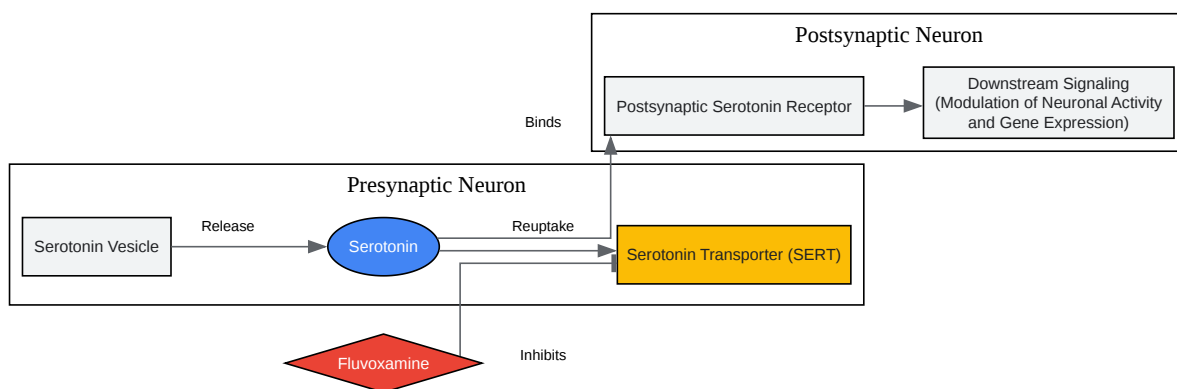 Postsynaptic Neuron
Postsynaptic Serotonin Receptor
Downstream Signaling
(Modulation of Neuronal Activity
and Gene Expression)
Binds
Presynaptic Neuron
Serotonin Vesicle
Release
Serotonin
Reuptake
Serotonin Transporter (SERT)
Fluvoxamine
Inhibits